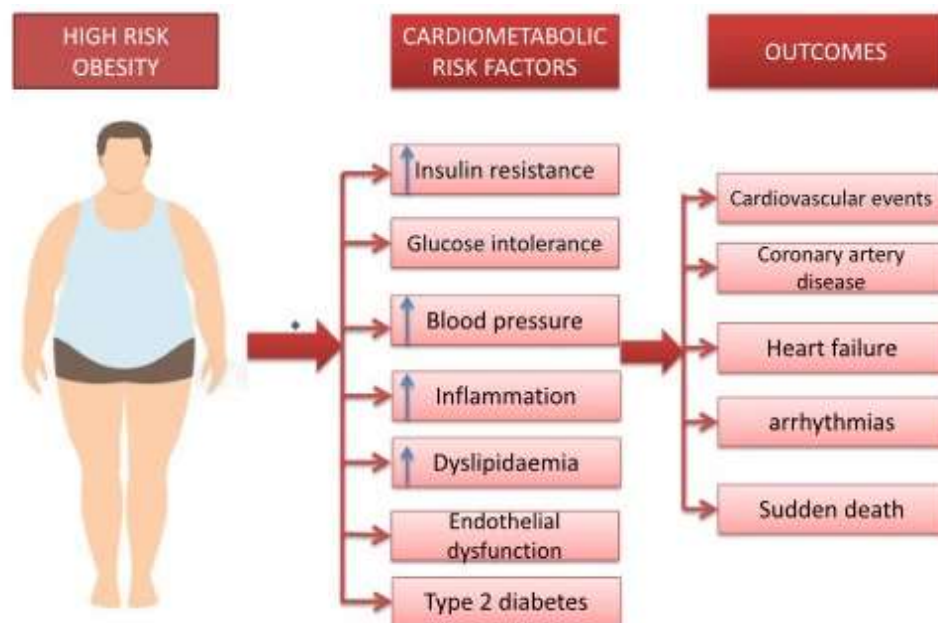 HIGH RISK
OBESITY
CARDIOMETABOLIC
RISK FACTORS
OUTCOMES
Insulin resistance
Glucose intolerance
Blood pressure
Inflammation
Dyslipidaemia
Endothelial
dysfunction
Type 2 diabetes
Cardiovascular events
Coronary artery
disease
Heart failure
arrhythmias
Sudden death